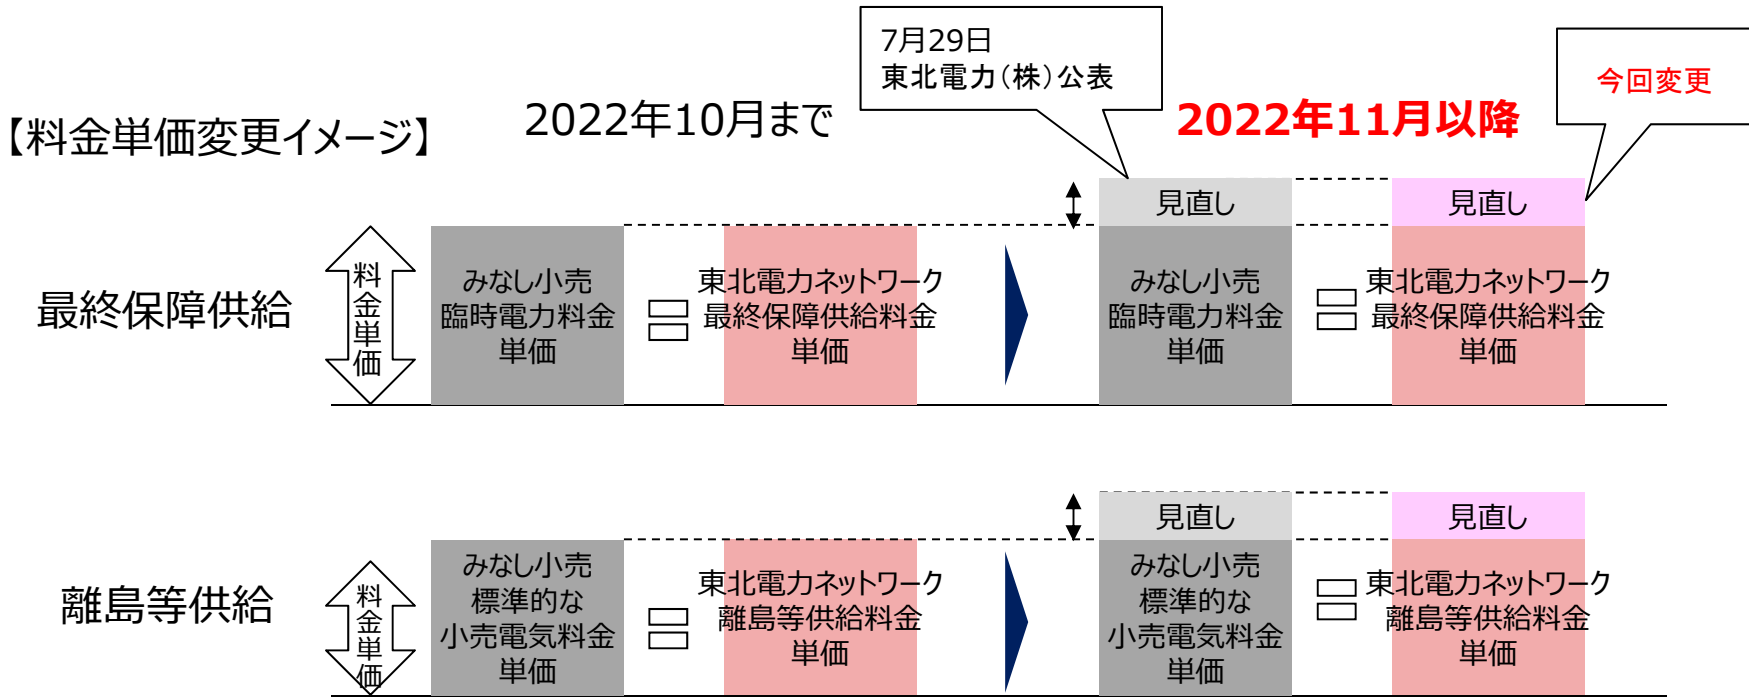 【料金単価変更イメージ】
2022年10月まで
7月29日
東北電力(株)公表
2022年11月以降
今回変更
最終保障供給
料金単価
みなし小売
臨時電力料金
単価
東北電力ネットワーク
最終保障供給料金
単価
見直し
みなし小売
臨時電力料金
単価
見直し
東北電力ネットワーク
最終保障供給料金
単価
離島等供給
料金単価
みなし小売
標準的な
小売電気料金
単価
東北電力ネットワーク
離島等供給料金
単価
見直し
みなし小売
標準的な
小売電気料金
単価
見直し
東北電力ネットワーク
離島等供給料金
単価